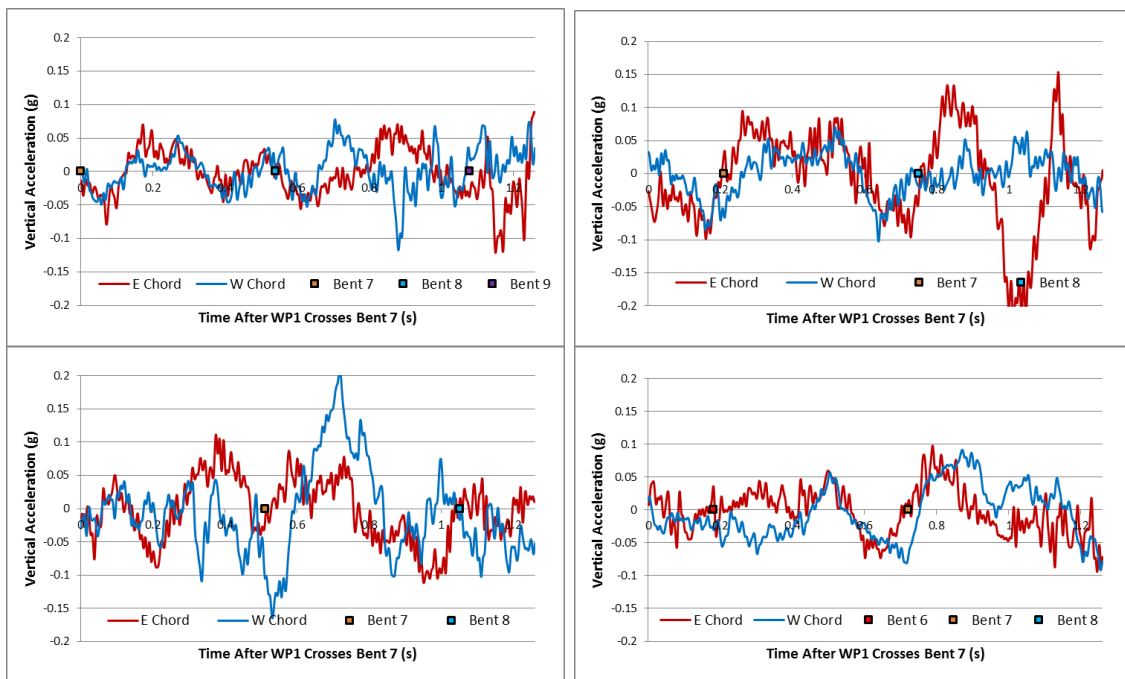 0.2
0.15
0.1
0.05
0
-0.05
-0.1
-0.15
-0.2
Vertical Acceleration (g)
0 0.2 0.4 0.6 0.8 1 1.2
E Chord W Chord Bent 7 Bent 8 Bent 9
Time After WP1 Crosses Bent 7 (s)
0.2
0.15
0.1
0.05
0
-0.05
-0.1
-0.15
-0.2
Vertical Acceleration (g)
0 0.2 0.4 0.6 0.8 1 1.2
E Chord W Chord Bent 7 Bent 8
Time After WP1 Crosses Bent 7 (s)
0.2
0.15
0.1
0.05
0
-0.05
-0.1
-0.15
-0.2
Vertical Acceleration (g)
0 0.2 0.4 0.6 0.8 1 1.2
E Chord W Chord Bent 7 Bent 8
Time After WP1 Crosses Bent 7 (s)
0.2
0.15
0.1
0.05
0
-0.05
-0.1
-0.15
-0.2
Vertical Acceleration (g)
0 0.2 0.4 0.6 0.8 1 1.2
E Chord W Chord Bent 6 Bent 7 Bent 8
Time After WP1 Crosses Bent 7 (s)